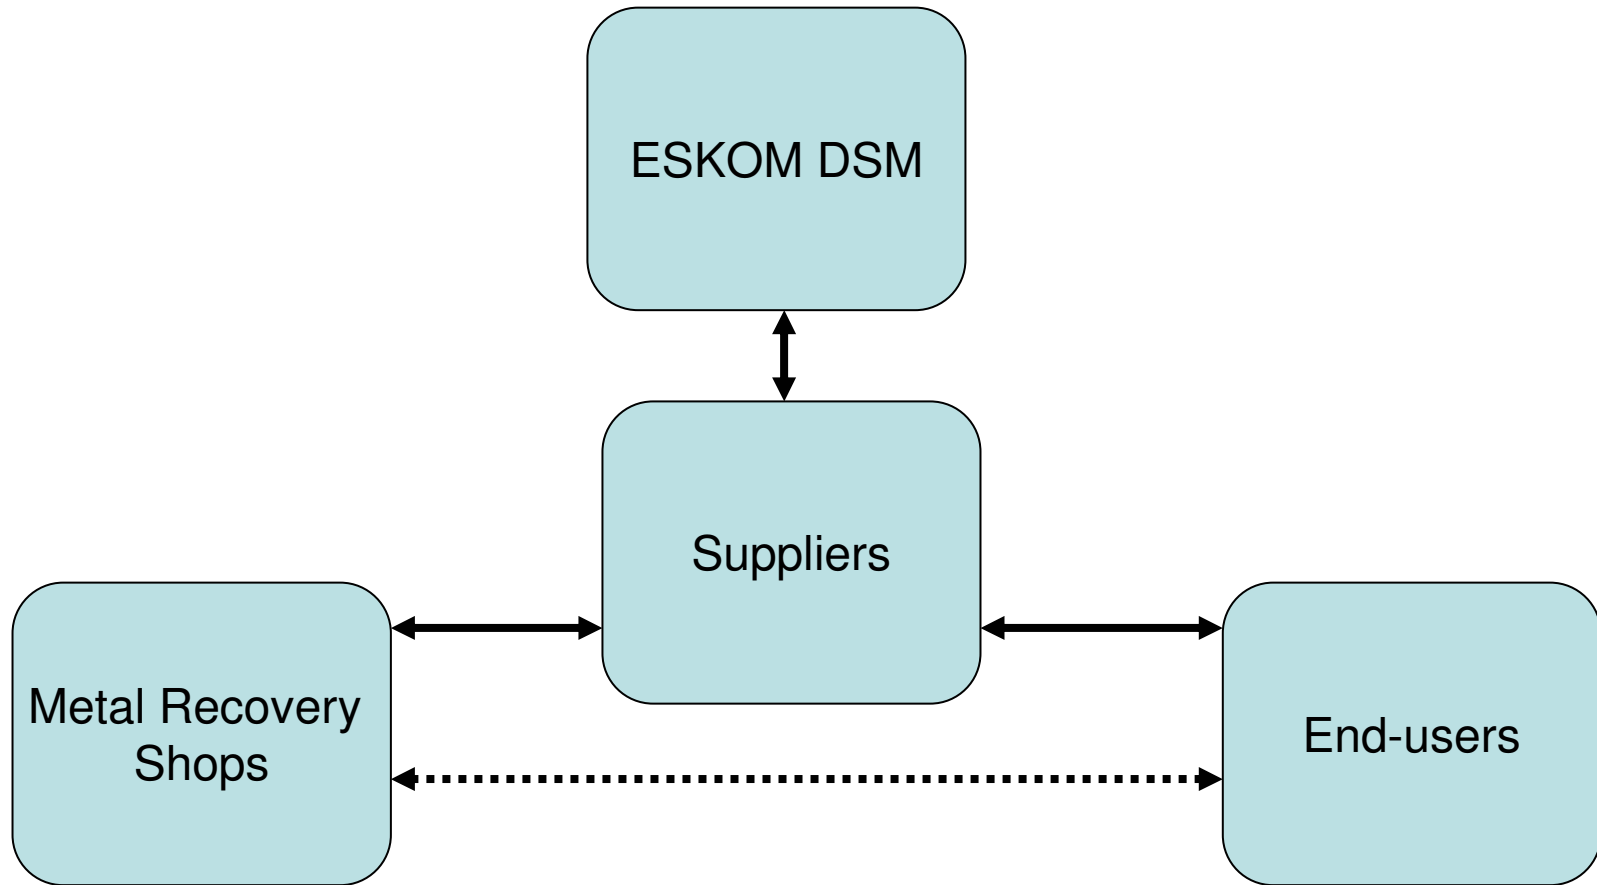 ESKOM DSM
Suppliers
Metal Recovery
Shops
End-users